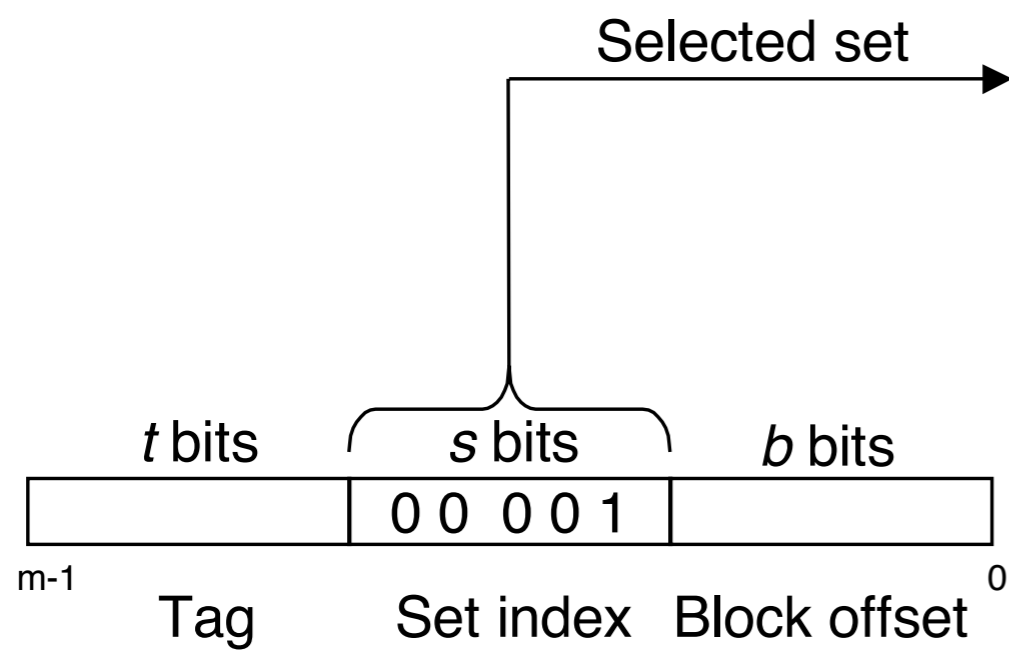 Selected set
t bits s bits b bits
0 0 0 0 1
m-1 0
Tag Set index Block offset